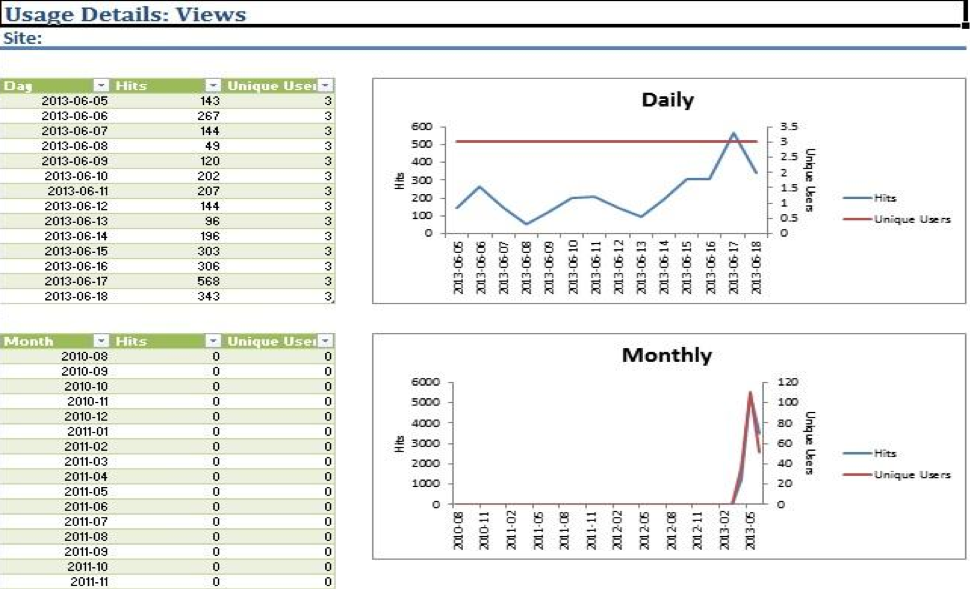 Usage Details: Views
Site:
Day Hits Unique User
2013-06-05 143 3
2013-06-06 267 3
2013-06-07 144 3
2013-06-08 49 3
2013-06-09 120 3
2013-06-10 202 3
2013-06-11 207 3
2013-06-12 144 3
2013-06-13 96 3
2013-06-14 196 3
2013-06-15 303 3
2013-06-16 306 3
2013-06-17 568 3
2013-06-18 343 3
Daily
600
500
400
300
200
100
0
Hits
3.5
3
2.5
2
1.5
1
0.5
0
Unique Users
2013-06-05
2013-06-06
2013-06-07
2013-06-08
2013-06-09
2013-06-10
2013-06-11
2013-06-12
2013-06-13
2013-06-14
2013-06-15
2013-06-16
2013-06-17
2013-06-18
Hits
Unique Users
Month Hits Unique User
2010-08 0 0
2010-09 0 0
2010-10 0 0
2010-11 0 0
2010-12 0 0
2011-01 0 0
2011-02 0 0
2011-03 0 0
2011-04 0 0
2011-05 0 0
2011-06 0 0
2011-07 0 0
2011-08 0 0
2011-09 0 0
2011-10 0 0
2011-11 0 0
Monthly
6000
5000
4000
3000
2000
1000
0
Hits
120
100
80
60
40
20
0
Unique Users
2010-08
2010-11
2011-02
2011-05
2011-08
2011-11
2012-02
2012-05
2012-08
2012-11
2013-02
2013-05
Hits
Unique Users